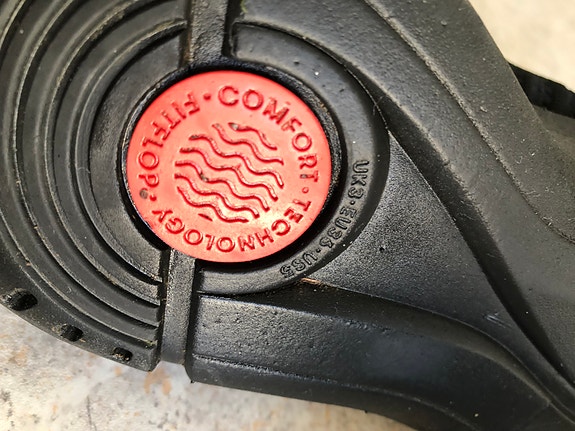 FITFLOP · COMFORT · TECHNOLOGY ·
UK3·EU36·US5